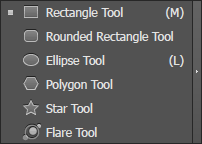 Rectangle Tool (M)
Rounded Rectangle Tool
Ellipse Tool (L)
Polygon Tool
Star Tool
Flare Tool